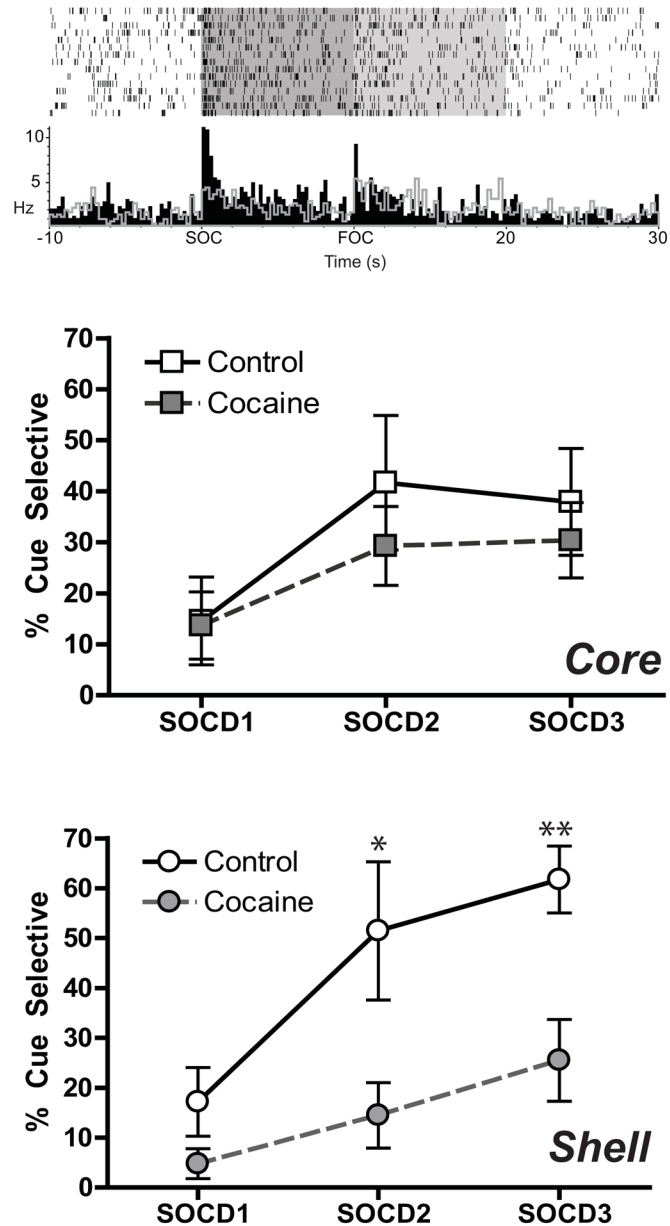 10
5
Hz
-10 SOC FOC 20 30
Time (s)
70
60
50
40
30
20
10
0
% Cue Selective
Control
Cocaine
Core
SOCD1 SOCD2 SOCD3
70
60
50
40
30
20
10
0
% Cue Selective
Control
Cocaine
*
**
Shell
SOCD1 SOCD2 SOCD3